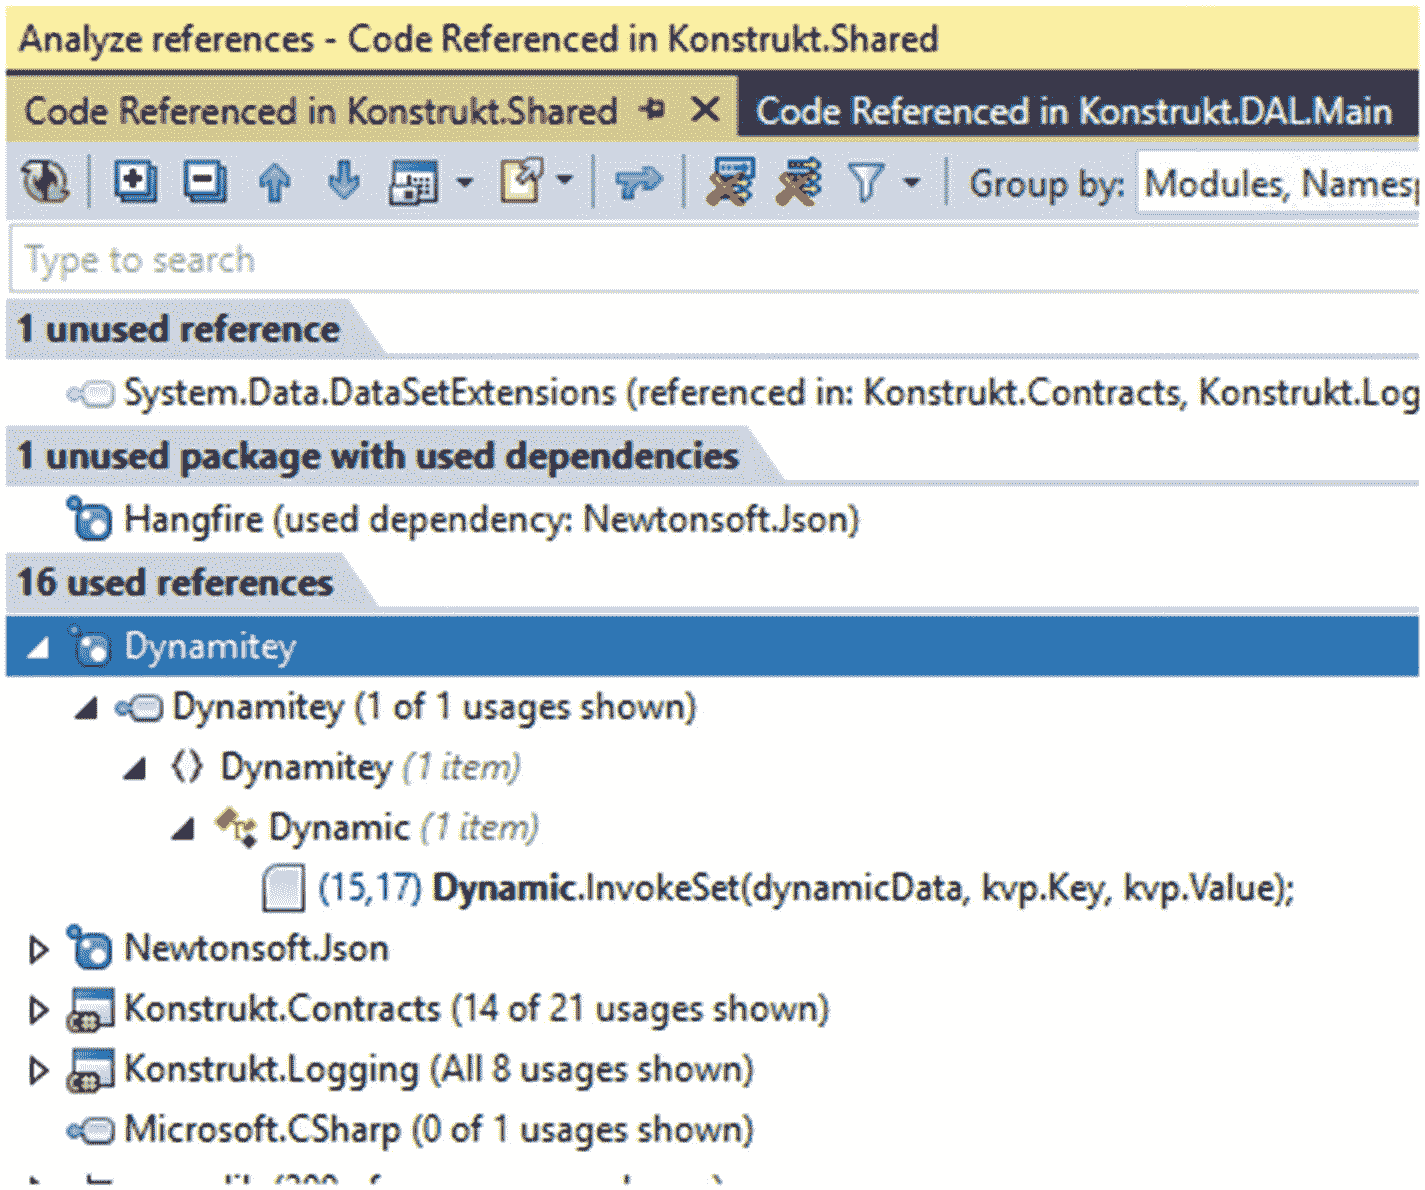 Analyze references - Code Referenced in Konstrukt.Shared
Code Referenced in Konstrukt.Shared Code Referenced in Konstrukt.DAL.Main
Group by: Modules, Namesp
Type to search
1 unused reference
System.Data.DataSetExtensions (referenced in: Konstrukt.Contracts, Konstrukt.Log
1 unused package with used dependencies
Hangfire (used dependency: Newtonsoft.Json)
16 used references
Dynamitey
Dynamitey (1 of 1 usages shown)
Dynamitey (1 item)
Dynamic (1 item)
(15,17) Dynamic.InvokeSet(dynamicData, kvp.Key, kvp.Value);
Newtonsoft.Json
Konstrukt.Contracts (14 of 21 usages shown)
Konstrukt.Logging (All 8 usages shown)
Microsoft.CSharp (0 of 1 usages shown)